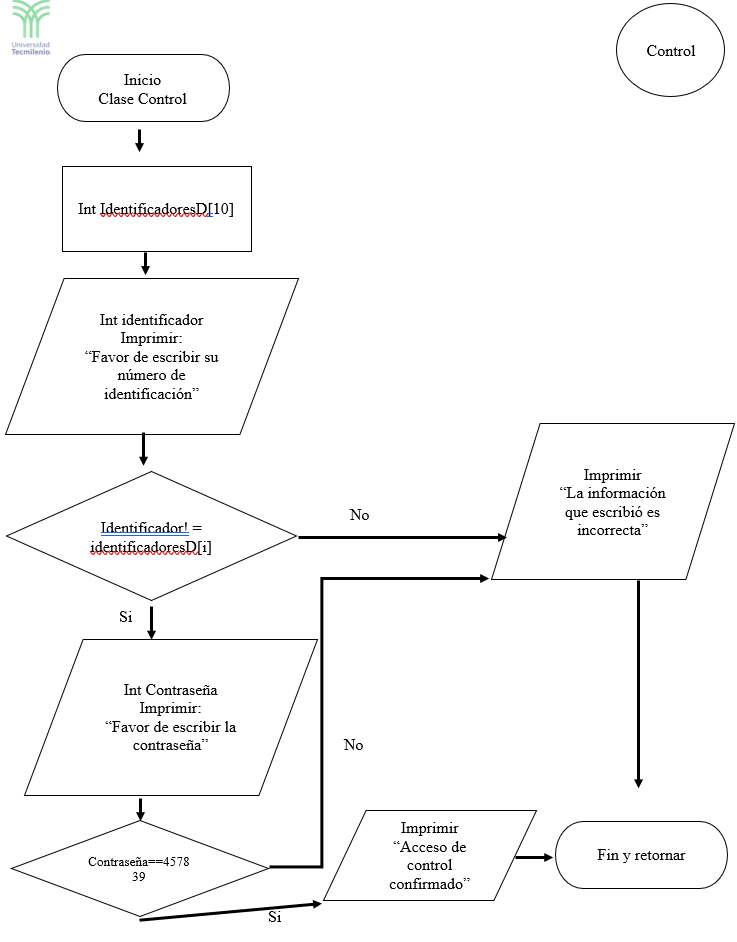 Universidad
Tecmilenio.
Control
Inicio
Clase Control
Int IdentificadoresD[10]
Int identificador
Imprimir:
“Favor de escribir su
número de
identificación”
Identificador! =
identificadoresD[i]
No
Imprimir
“La información
que escribió es
incorrecta”
Si
Int Contraseña
Imprimir:
“Favor de escribir la
contraseña”
No
Contraseña==4578
39
Si
Imprimir
“Acceso de
control
confirmado”
Fin y retornar